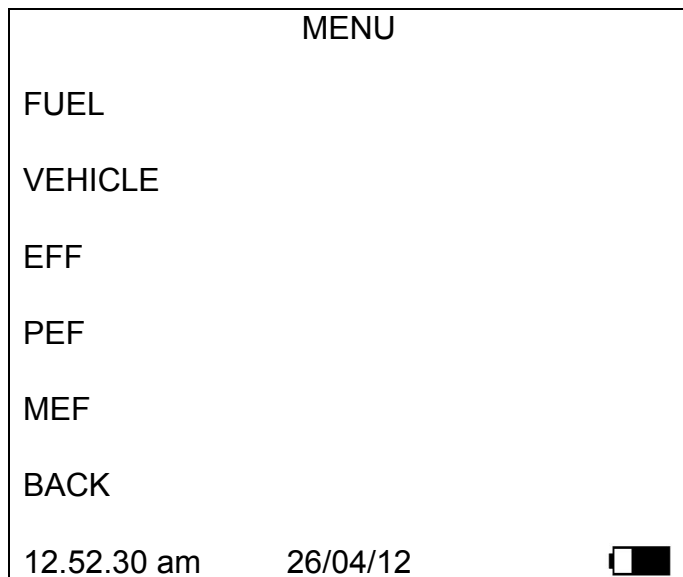 MENU
FUEL
VEHICLE
EFF
PEF
MEF
BACK
12.52.30 am 26/04/12